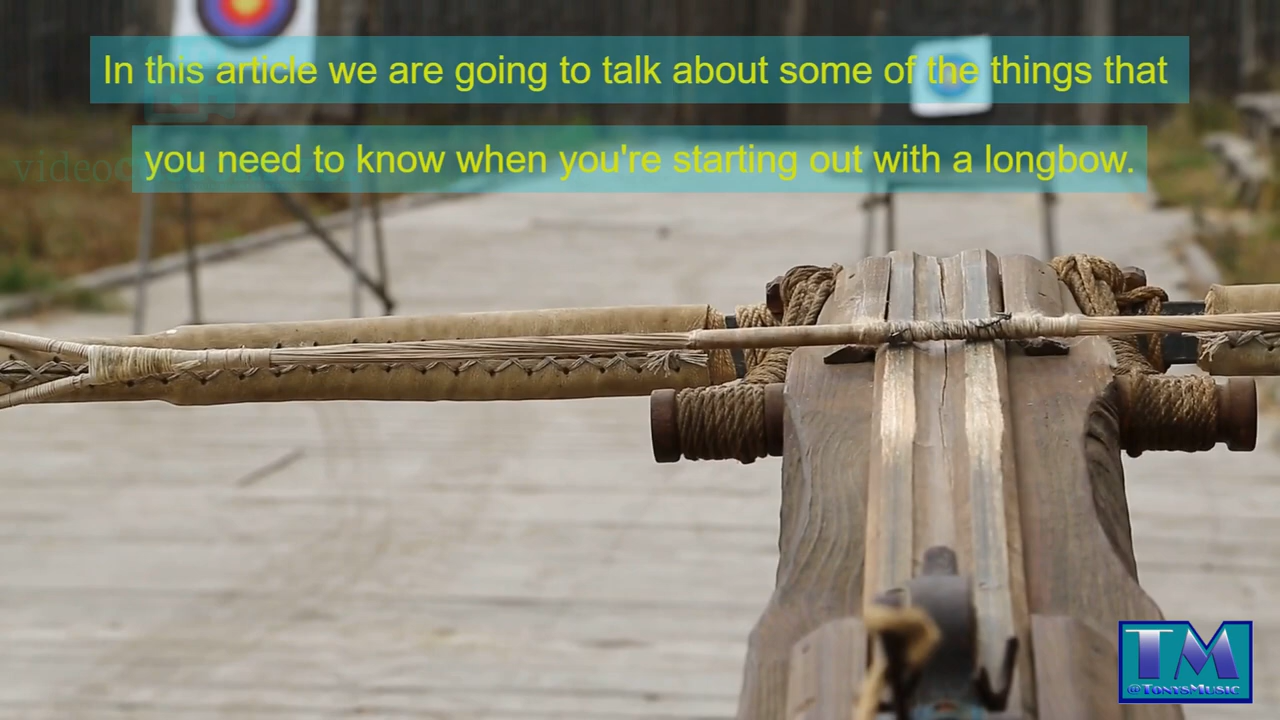 In this article we are going to talk about some of the things that
you need to know when you're starting out with a longbow.
TM
@TonysMusic